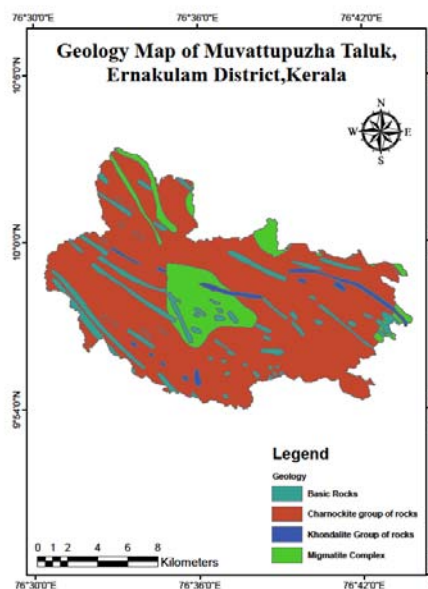 76°30'0"E 76°36'0"E 76°42'0"E
Geology Map of Muvattupuzha Taluk,
Ernakulam District,Kerala
10°6'0"N
N
W E
S
10°0'0"N
9°54'0"N
Legend
Geology
Basic Rocks
Charnockite group of rocks
Khondalite Group of rocks
Migmatite Complex
0 1 2 4 6 8
Kilometers
76°30'0"E 76°36'0"E 76°42'0"E